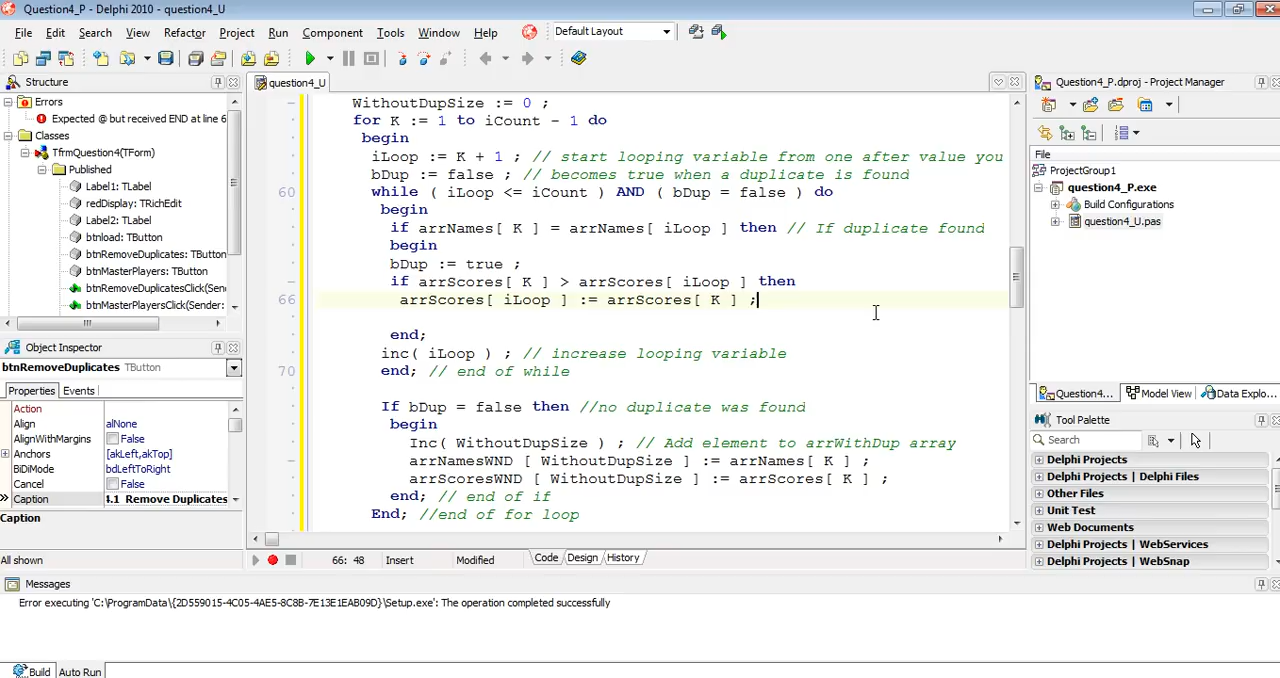 Question4_P - Delphi 2010 - question4_U
File Edit Search View Refactor Project Run Component Tools Window Help Default Layout
Structure
question4_U
Question4_P.dproj - Project Manager
Errors
Expected @ but received END at line 6
Classes
TfrmQuestion4(TForm)
Published
Label1: TLabel
redDisplay: TRichEdit
Label2: TLabel
btnload: TButton
btnRemoveDuplicates: TButton
btnMasterPlayers: TButton
btnRemoveDuplicatesClick(Sen
btnMasterPlayersClick(Sender:
Object Inspector
btnRemoveDuplicates TButton
Properties Events
Action
Align alNone
AlignWithMargins False
Anchors [akLeft,akTop]
BiDiMode bdLeftToRight
Cancel False
Caption 4.1 Remove Duplicates
Caption
All shown
WithoutDupSize := 0 ;
for K := 1 to iCount - 1 do
begin
iLoop := K + 1 ; // start looping variable from one after value you
bDup := false ; // becomes true when a duplicate is found
60 while ( iLoop <= iCount ) AND ( bDup = false ) do
begin
if arrNames[ K ] = arrNames[ iLoop ] then // If duplicate found
begin
bDup := true ;
if arrScores[ K ] > arrScores[ iLoop ] then
66 arrScores[ iLoop ] := arrScores[ K ] ;
end;
inc( iLoop ) ; // increase looping variable
70 end; // end of while
If bDup = false then //no duplicate was found
begin
Inc( WithoutDupSize ) ; // Add element to arrWithDup array
arrNamesWND [ WithoutDupSize ] := arrNames[ K ] ;
arrScoresWND [ WithoutDupSize ] := arrScores[ K ] ;
end; // end of if
End; //end of for loop
66: 48 Insert Modified Code Design History
File
ProjectGroup1
question4_P.exe
Build Configurations
question4_U.pas
Question4... Model View Data Explo...
Tool Palette
Search
Delphi Projects
Delphi Projects | Delphi Files
Other Files
Unit Test
Web Documents
Delphi Projects | WebServices
Delphi Projects | WebSnap
Messages
Error executing 'C:\ProgramData\{2D559015-4C05-4AE5-8C8B-7E13E1EAB09D}\Setup.exe': The operation completed successfully
Build Auto Run